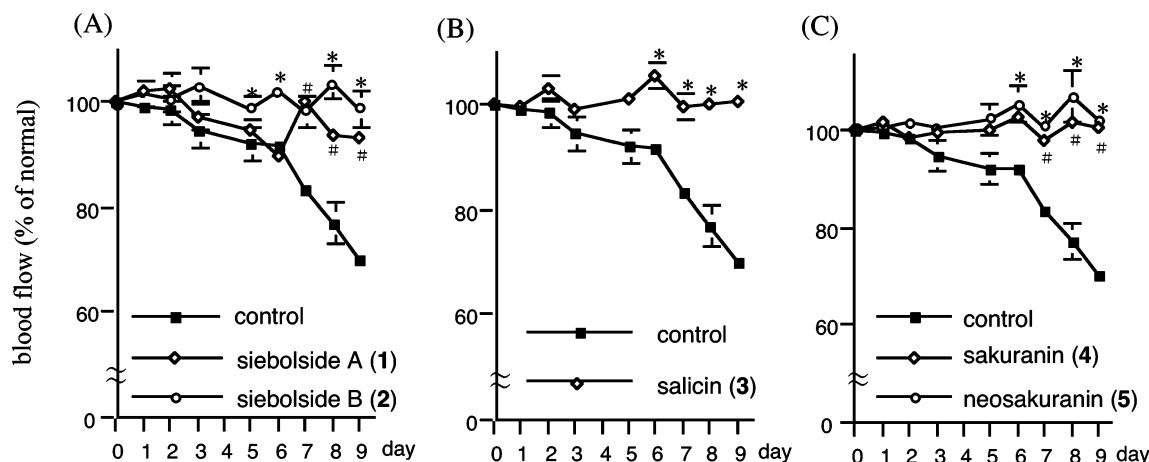 (A)
(B)
(C)
blood flow (% of normal)
100
80
60
0
* * # * *
# #
control
siebolside A (1)
siebolside B (2)
0 1 2 3 4 5 6 7 8 9 day
100
80
60
0
* * * *
control
salicin (3)
0 1 2 3 4 5 6 7 8 9 day
100
80
60
0
* * * *
# # #
control
sakuranin (4)
neosakuranin (5)
0 1 2 3 4 5 6 7 8 9 day